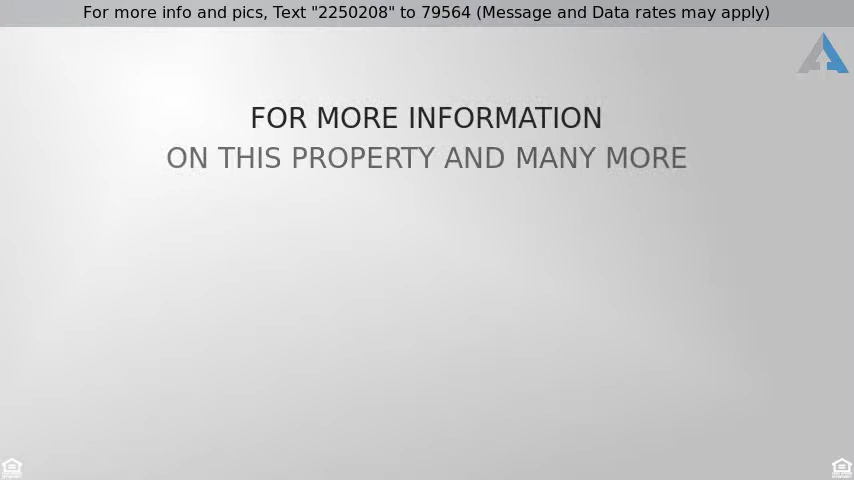 For more info and pics, Text "2250208" to 79564 (Message and Data rates may apply)
FOR MORE INFORMATION
ON THIS PROPERTY AND MANY MORE